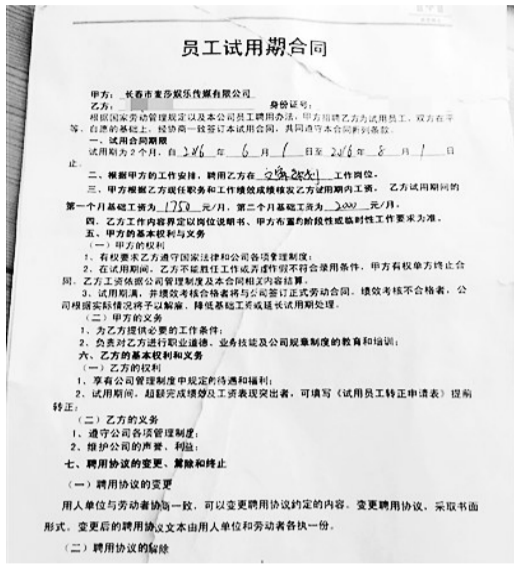 员工试用期合同
甲方：长春市麦莎娱乐传媒有限公司
乙方：身份证号：
根据国家劳动管理规定以及本公司员工聘用办法，甲方招聘乙方为试用员工，双方在平
等、自愿的基础上，经协商一致签订本试用合同，共同遵守本合同所列条款。
一、试用合同期限
试用期为2个月，自2016年6月1日至2016年8月1日
止。
二、根据甲方的工作安排，聘用乙方在文案策划工作岗位。
三、甲方根据乙方现任职务和工作绩效成绩核发乙方试用期内工资。乙方试用期间的
第一个月基础工资为1750元/月，第二个月基础工资为2000元/月。
四、乙方工作内容界定以岗位说明书、甲方布置的阶段性或临时性工作要求为准。
五、甲方的基本权利与义务
（一）甲方的权利
1、有权要求乙方遵守国家法律和公司各项管理制度；
2、在试用期间，乙方不能胜任工作或弄虚作假不符合录用条件，甲方有权单方终止合
同，乙方工资依据公司管理制度及本合同相关内容结算。
3、试用期满，并绩效考核合格者将与公司签订正式劳动合同。绩效考核不合格者，公
司根据实际情况将予以解雇、降低基础工资或延长试用期处理。
（二）甲方的义务
1、为乙方提供必要的工作条件；
2、负责对乙方进行职业道德、业务技能及公司规章制度的教育和培训；
六、乙方的基本权利和义务
（一）乙方的权利
1、享有公司管理制度中规定的待遇和福利；
2、试用期间，超额完成绩效及工资表现突出者，可填写《试用员工转正申请表》提前
转正；
（二）乙方的义务
1、遵守公司各项管理制度；
2、维护公司的声誉、利益；
七、聘用协议的变更、解除和终止
（一）聘用协议的变更
用人单位与劳动者协商一致，可以变更聘用协议约定的内容。变更聘用协议，采取书面
形式。变更后的聘用协议文本由用人单位和劳动者各执一份。
（二）聘用协议的解除